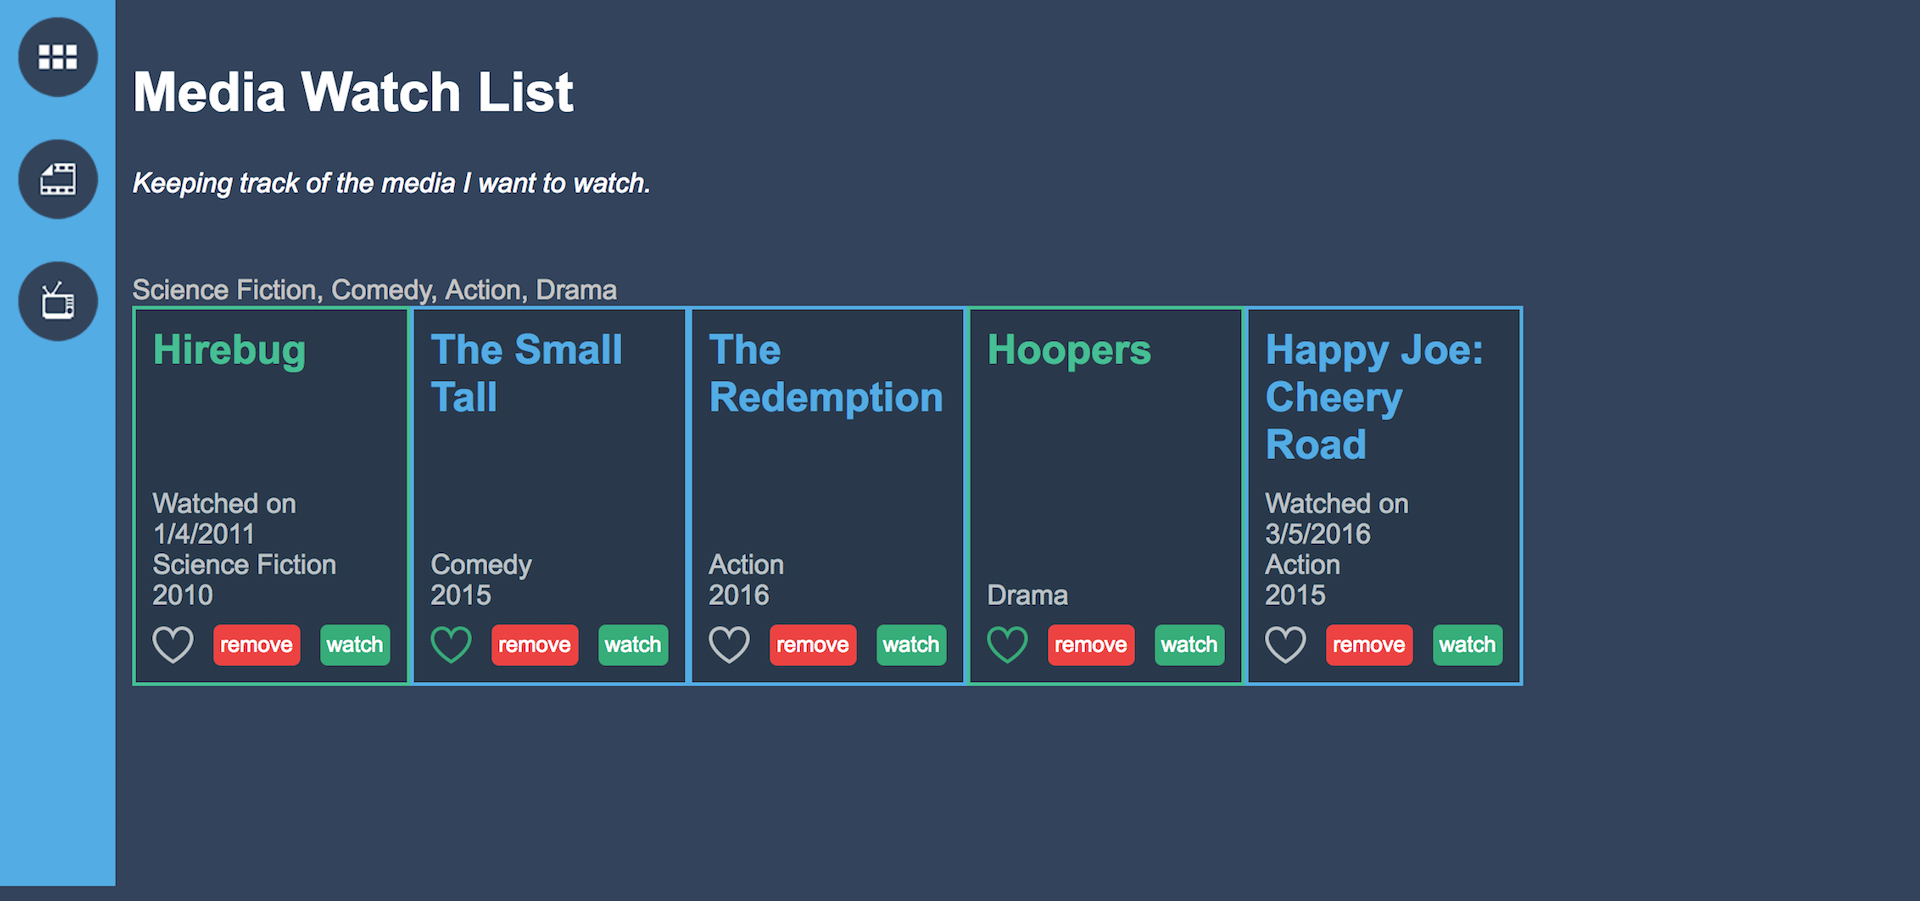 Media Watch List
Keeping track of the media I want to watch.
Science Fiction, Comedy, Action, Drama
Hirebug
Watched on
1/4/2011
Science Fiction
2010
remove
watch
The Small
Tall
Comedy
2015
remove
watch
The
Redemption
Action
2016
remove
watch
Hoopers
Drama
remove
watch
Happy Joe:
Cheery
Road
Watched on
3/5/2016
Action
2015
remove
watch